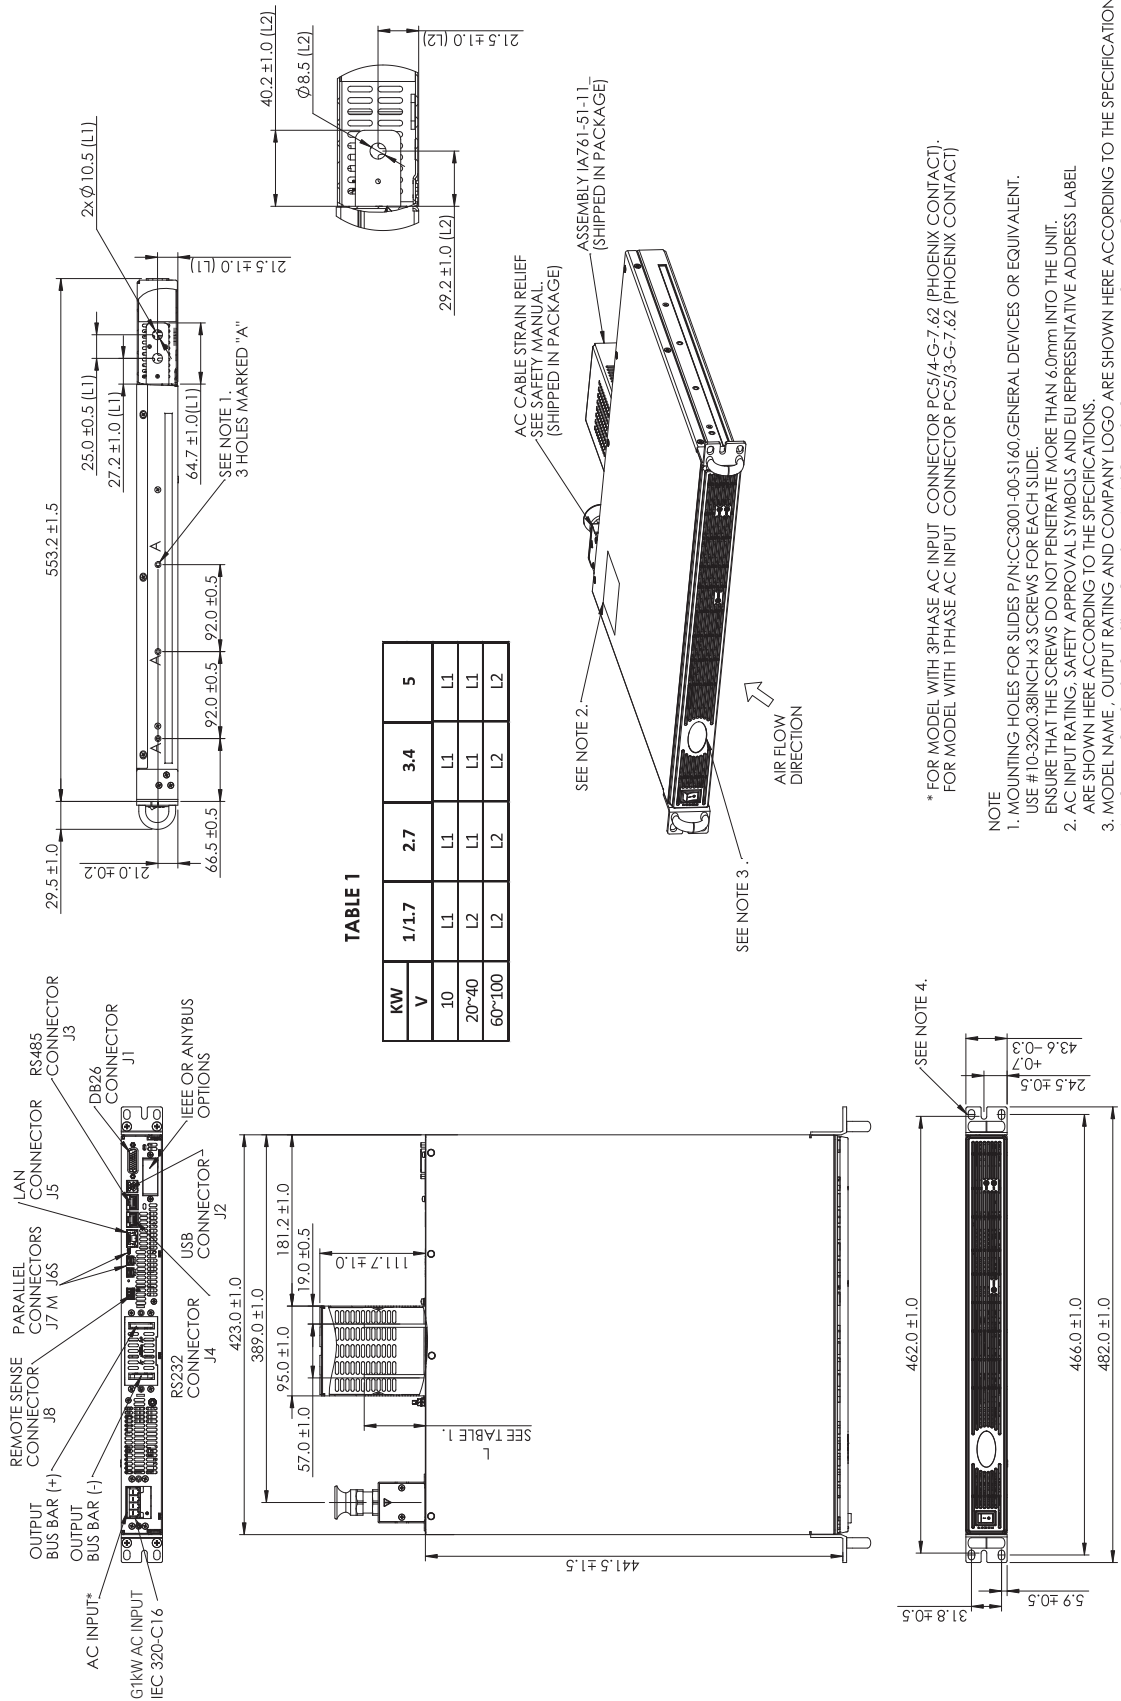 REMOTE SENSE
CONNECTOR
J8
PARALLEL
CONNECTORS
J7 M J6S
LAN
CONNECTOR
J5
RS485
CONNECTOR
J3
DB26
CONNECTOR
J1
OUTPUT
BUS BAR (+)
OUTPUT
BUS BAR (-)
AC INPUT*
G1kW AC INPUT
IEC 320-C16
RS232
CONNECTOR
J4
USB
CONNECTOR
J2
IEEE OR ANYBUS
OPTIONS
29.5 ±1.0
553.2 ±1.5
21.0 ±0.2
66.5 ±0.5
92.0 ±0.5
92.0 ±0.5
A
A
A
25.0 ±0.5 (L1)
27.2 ±1.0 (L1)
64.7 ±1.0(L1)
2x Ø10.5 (L1)
21.5 ±1.0 (L1)
SEE NOTE 1.
3 HOLES MARKED "A"
40.2 ±1.0 (L2)
Ø8.5 (L2)
21.5 ±1.0 (L2)
29.2 ±1.0 (L2)
423.0 ±1.0
389.0 ±1.0
181.2 ±1.0
95.0 ±1.0
19.0 ±0.5
57.0 ±1.0
111.7 ±1.0
L
SEE TABLE 1.
441.5 ±1.5
TABLE 1
KW 1/1.7 2.7 3.4 5
V
10 L1 L1 L1 L1
20~40 L2 L1 L1 L1
60~100 L2 L2 L2 L2
AC CABLE STRAIN RELIEF
SEE SAFETY MANUAL.
(SHIPPED IN PACKAGE)
ASSEMBLY IA761-51-11_
(SHIPPED IN PACKAGE)
SEE NOTE 2.
AIR FLOW
DIRECTION
SEE NOTE 3 .
462.0 ±1.0
466.0 ±1.0
482.0 ±1.0
31.8 ±0.5
5.9 ±0.5
24.5 ±0.5
+0.7
43.6 -0.3
SEE NOTE 4.
* FOR MODEL WITH 3PHASE AC INPUT CONNECTOR PC5/4-G-7.62 (PHOENIX CONTACT).
FOR MODEL WITH 1PHASE AC INPUT CONNECTOR PC5/3-G-7.62 (PHOENIX CONTACT)
NOTE
1. MOUNTING HOLES FOR SLIDES P/N:CC3001-00-S160,GENERAL DEVICES OR EQUIVALENT.
USE #10-32x0.38INCH x3 SCREWS FOR EACH SLIDE.
ENSURE THAT THE SCREWS DO NOT PENETRATE MORE THAN 6.0mm INTO THE UNIT.
2. AC INPUT RATING, SAFETY APPROVAL SYMBOLS AND EU REPRESENTATIVE ADDRESS LABEL
ARE SHOWN HERE ACCORDING TO THE SPECIFICATIONS.
3. MODEL NAME , OUTPUT RATING AND COMPANY LOGO ARE SHOWN HERE ACCORDING TO THE SPECIFICATION